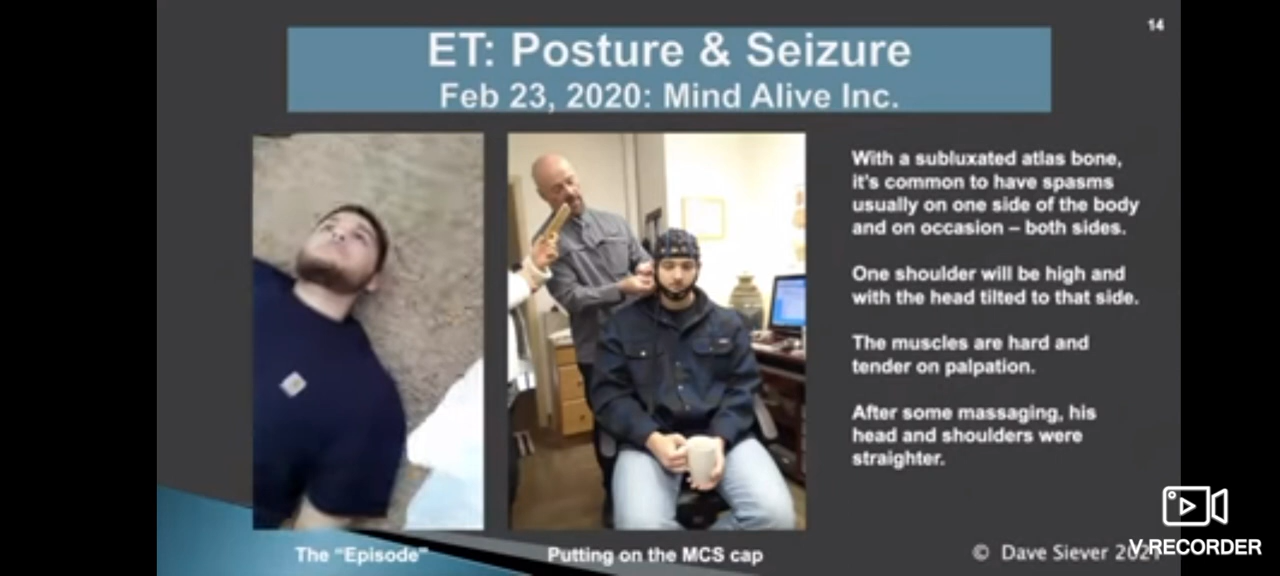 14
ET: Posture & Seizure
Feb 23, 2020: Mind Alive Inc.
With a subluxated atlas bone,
it's common to have spasms
usually on one side of the body
and on occasion – both sides.
One shoulder will be high and
with the head tilted to that side.
The muscles are hard and
tender on palpation.
After some massaging, his
head and shoulders were
straighter.
The "Episode"
Putting on the MCS cap
© Dave Siever
V RECORDER